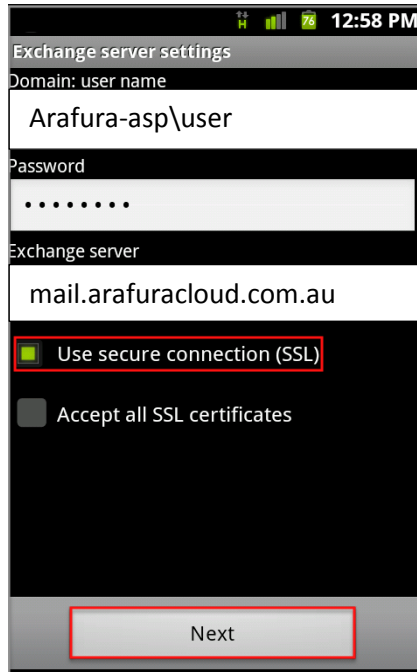 H 76 12:58 PM
Exchange server settings
Domain: user name
Arafura-asp\user
Password
••••••••
Exchange server
mail.arafuracloud.com.au
Use secure connection (SSL)
Accept all SSL certificates
Next